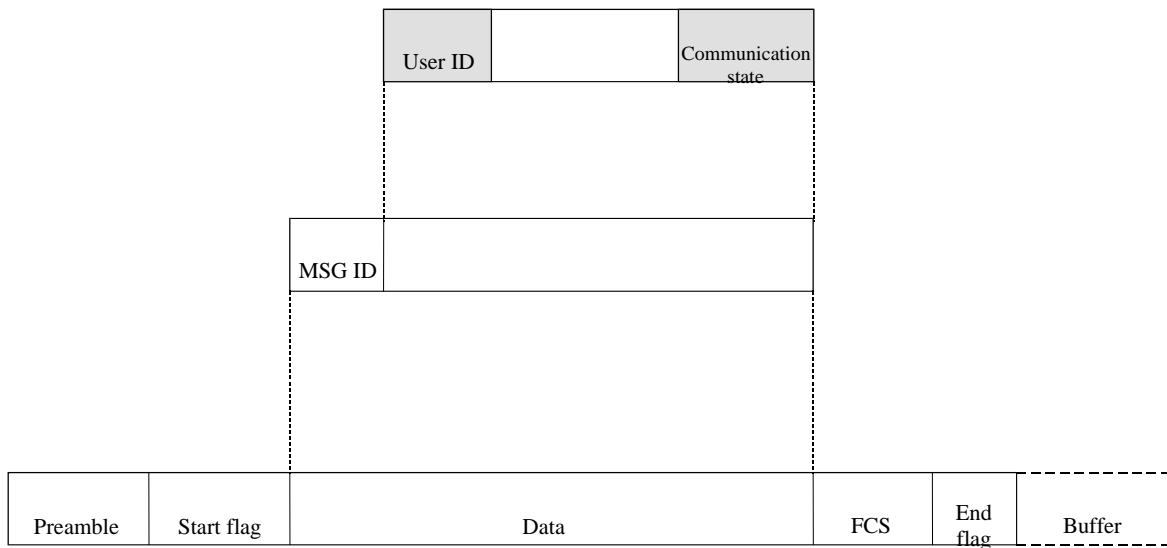 User ID
Communication
state
MSG ID
Preamble
Start flag
Data
FCS
End
flag
Buffer